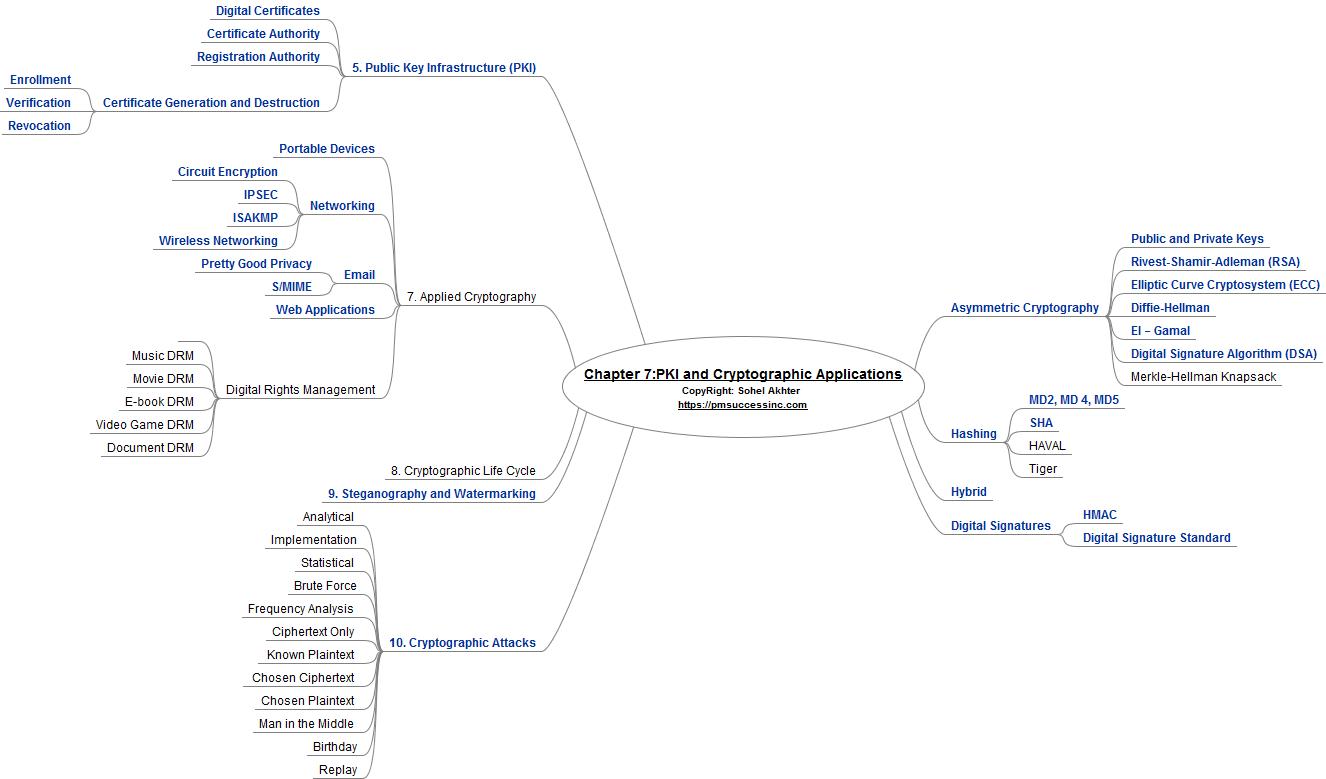 Chapter 7:PKI and Cryptographic Applications
CopyRight: Sohel Akhter
https://pmsuccessinc.com
Asymmetric Cryptography
Public and Private Keys
Rivest-Shamir-Adleman (RSA)
Elliptic Curve Cryptosystem (ECC)
Diffie-Hellman
El – Gamal
Digital Signature Algorithm (DSA)
Merkle-Hellman Knapsack
Hashing
MD2, MD 4, MD5
SHA
HAVAL
Tiger
Hybrid
Digital Signatures
HMAC
Digital Signature Standard
5. Public Key Infrastructure (PKI)
Digital Certificates
Certificate Authority
Registration Authority
Certificate Generation and Destruction
Enrollment
Verification
Revocation
7. Applied Cryptography
Portable Devices
Networking
Circuit Encryption
IPSEC
ISAKMP
Wireless Networking
Email
Pretty Good Privacy
S/MIME
Web Applications
Digital Rights Management
Music DRM
Movie DRM
E-book DRM
Video Game DRM
Document DRM
8. Cryptographic Life Cycle
9. Steganography and Watermarking
10. Cryptographic Attacks
Analytical
Implementation
Statistical
Brute Force
Frequency Analysis
Ciphertext Only
Known Plaintext
Chosen Ciphertext
Chosen Plaintext
Man in the Middle
Birthday
Replay